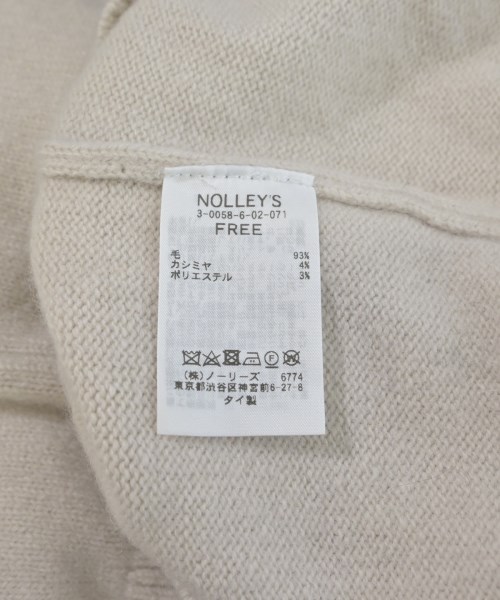 NOLLEY'S
3-0058-6-02-071
FREE
毛 93%
カシミヤ 4%
ポリエステル 3%
(株)ノーリーズ 6774
東京都渋谷区神宮前6-27-8
タイ製